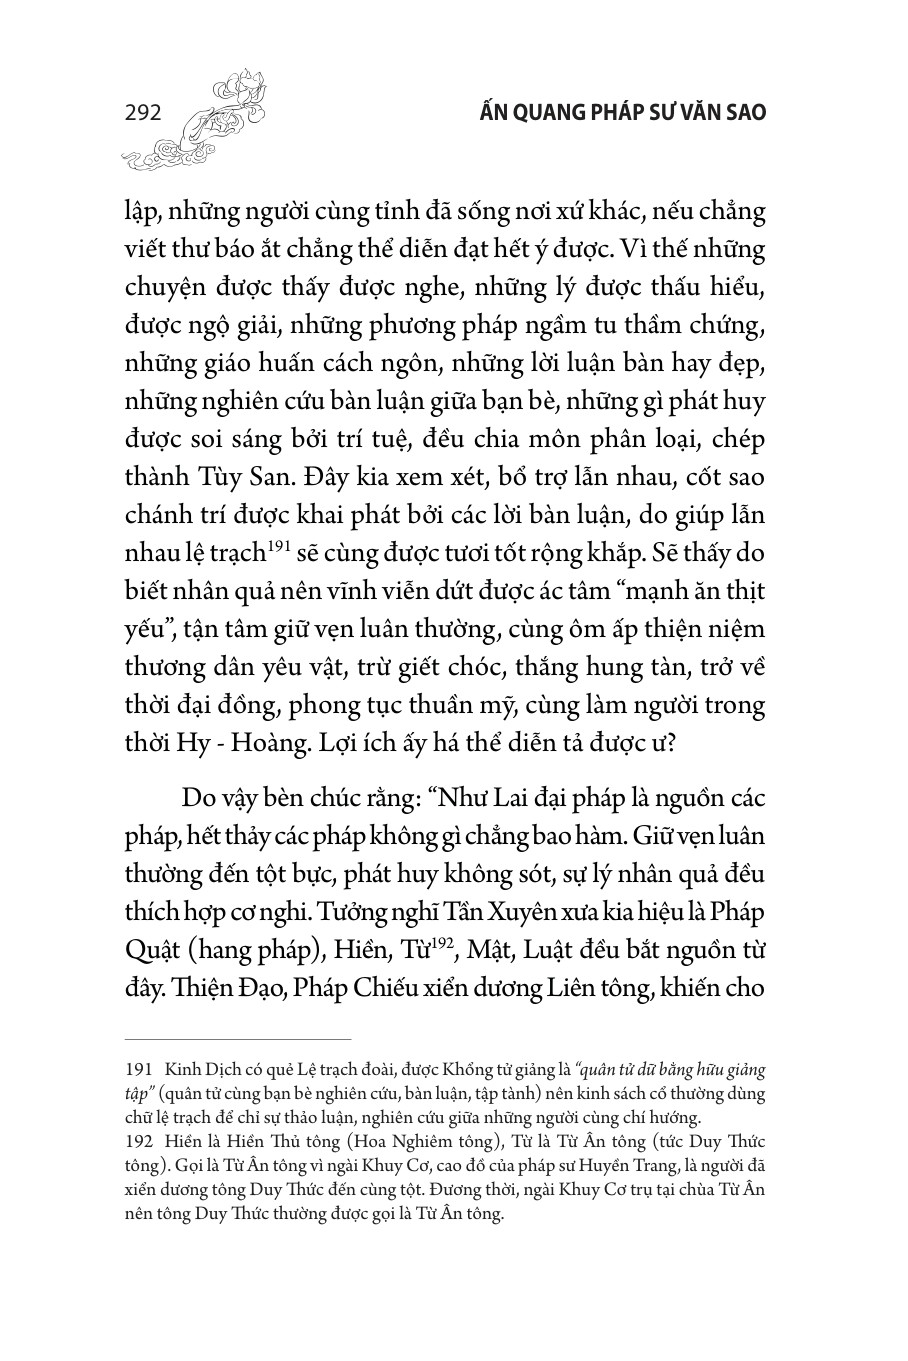 292
ẤN QUANG PHÁP SƯ VĂN SAO
lập, những người cùng tỉnh đã sống nơi xứ khác, nếu chẳng
viết thư báo ắt chẳng thể diễn đạt hết ý được. Vì thế những
chuyện được thấy được nghe, những lý được thấu hiểu,
được ngộ giải, những phương pháp ngầm tu thầm chứng,
những giáo huấn cách ngôn, những lời luận bàn hay đẹp,
những nghiên cứu bàn luận giữa bạn bè, những gì phát huy
được soi sáng bởi trí tuệ, đều chia môn phân loại, chép
thành Tùy San. Đây kia xem xét, bổ trợ lẫn nhau, cốt sao
chánh trí được khai phát bởi các lời bàn luận, do giúp lẫn
nhau lệ trạch191 sẽ cùng được tươi tốt rộng khắp. Sẽ thấy do
biết nhân quả nên vĩnh viễn dứt được ác tâm “mạnh ăn thịt
yếu”, tận tâm giữ vẹn luân thường, cùng ôm ấp thiện niệm
thương dân yêu vật, trừ giết chóc, thắng hung tàn, trở về
thời đại đồng, phong tục thuần mỹ, cùng làm người trong
thời Hy - Hoàng. Lợi ích ấy há thể diễn tả được ư?
Do vậy bèn chúc rằng: “Như Lai đại pháp là nguồn các
pháp, hết thảy các pháp không gì chẳng bao hàm. Giữ vẹn luân
thường đến tột bực, phát huy không sót, sự lý nhân quả đều
thích hợp cơ nghi. Tưởng nghĩ Tần Xuyên xưa kia hiệu là Pháp
Quật (hang pháp), Hiền, Từ192, Mật, Luật đều bắt nguồn từ
đây. Thiện Đạo, Pháp Chiếu xiển dương Liên tông, khiến cho
191 Kinh Dịch có quẻ Lệ trạch đoài, được Khổng tử giảng là “quân tử dữ bằng hữu giảng
tập” (quân tử cùng bạn bè nghiên cứu, bàn luận, tập tành) nên kinh sách cổ thường dùng
chữ lệ trạch để chỉ sự thảo luận, nghiên cứu giữa những người cùng chí hướng.
192 Hiền là Hiền Thủ tông (Hoa Nghiêm tông), Từ là Từ Ân tông (tức Duy Thức
tông). Gọi là Từ Ân tông vì ngài Khuy Cơ, cao đồ của pháp sư Huyền Trang, là người đã
xiển dương tông Duy Thức đến cùng tột. Đương thời, ngài Khuy Cơ trụ tại chùa Từ Ân
nên tông Duy Thức thường được gọi là Từ Ân tông.